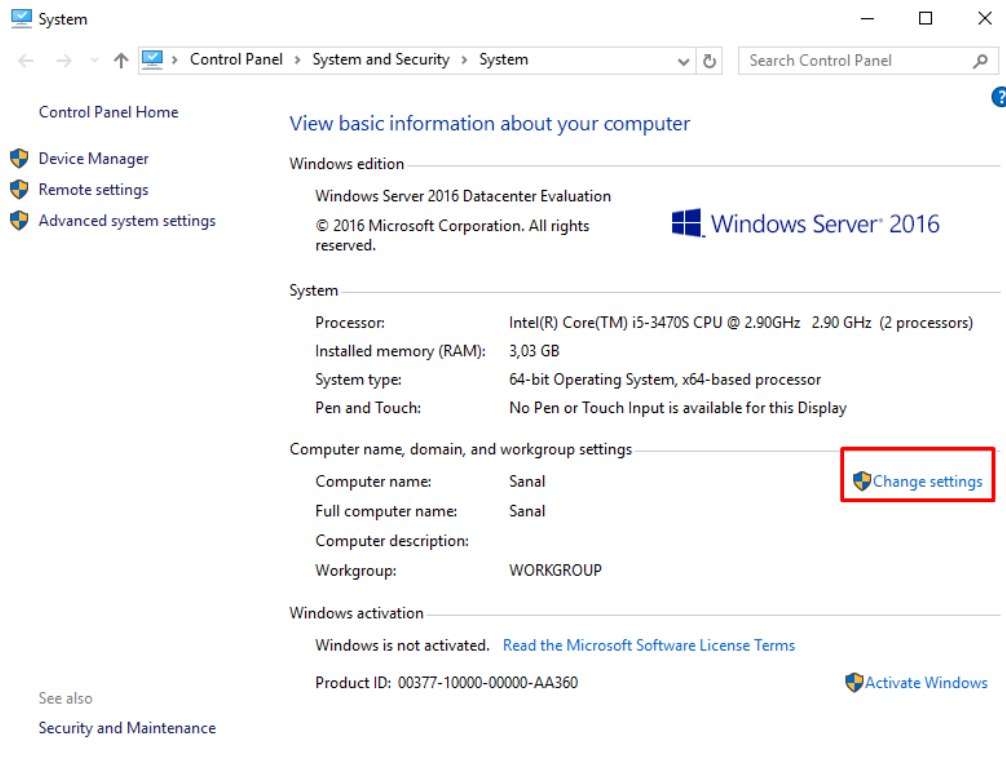 System
Control Panel > System and Security > System
Search Control Panel
?
Control Panel Home
Device Manager
Remote settings
Advanced system settings
View basic information about your computer
Windows edition
Windows Server 2016 Datacenter Evaluation
© 2016 Microsoft Corporation. All rights
reserved.
Windows Server® 2016
System
Processor: Intel(R) Core(TM) i5-3470S CPU @ 2.90GHz 2.90 GHz (2 processors)
Installed memory (RAM): 3,03 GB
System type: 64-bit Operating System, x64-based processor
Pen and Touch: No Pen or Touch Input is available for this Display
Computer name, domain, and workgroup settings
Computer name: Sanal Change settings
Full computer name: Sanal
Computer description:
Workgroup: WORKGROUP
Windows activation
Windows is not activated. Read the Microsoft Software License Terms
Product ID: 00377-10000-00000-AA360 Activate Windows
See also
Security and Maintenance